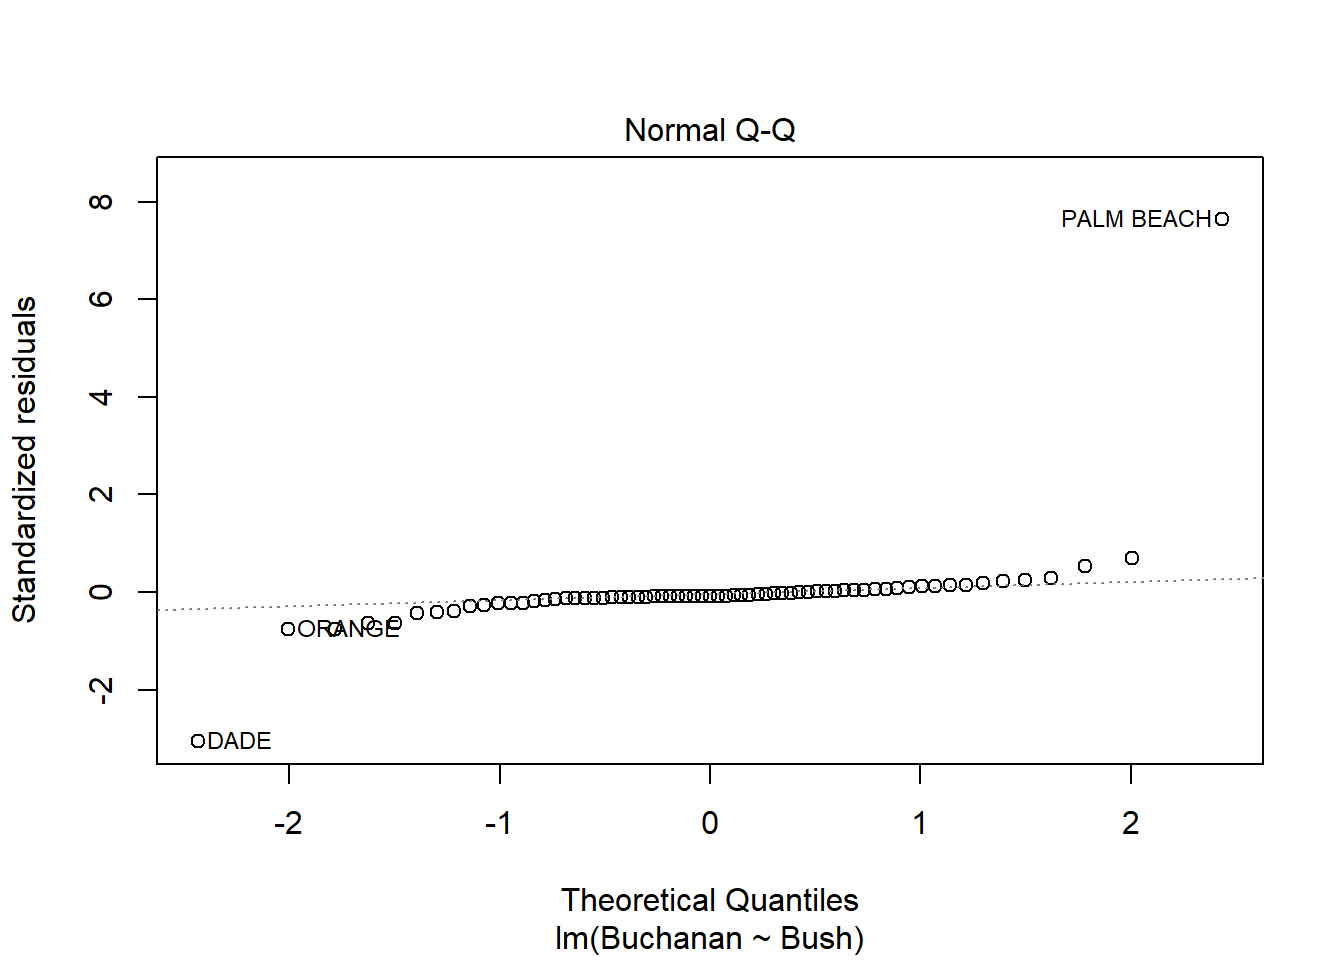 Normal Q-Q
8
6
4
2
0
-2
Standardized residuals
PALM BEACH
ORANGE
DADE
-2
-1
0
1
2
Theoretical Quantiles
lm(Buchanan ~ Bush)